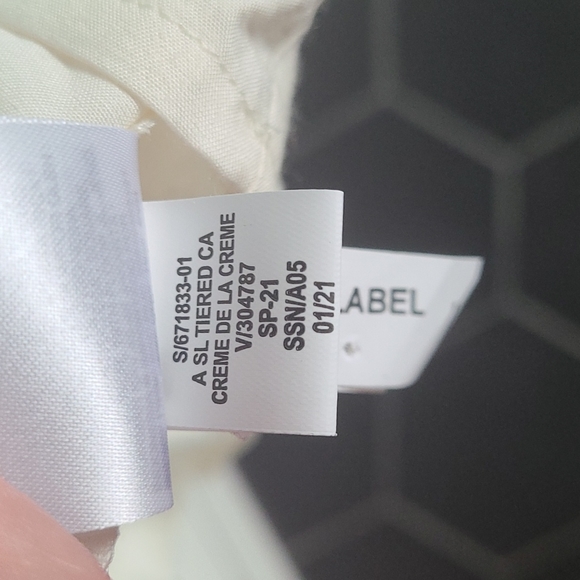 S/671833-01
A SL TIERED CA
CREME DE LA CREME
V/304787
SP-21
SSN/A05
01/21
LABEL